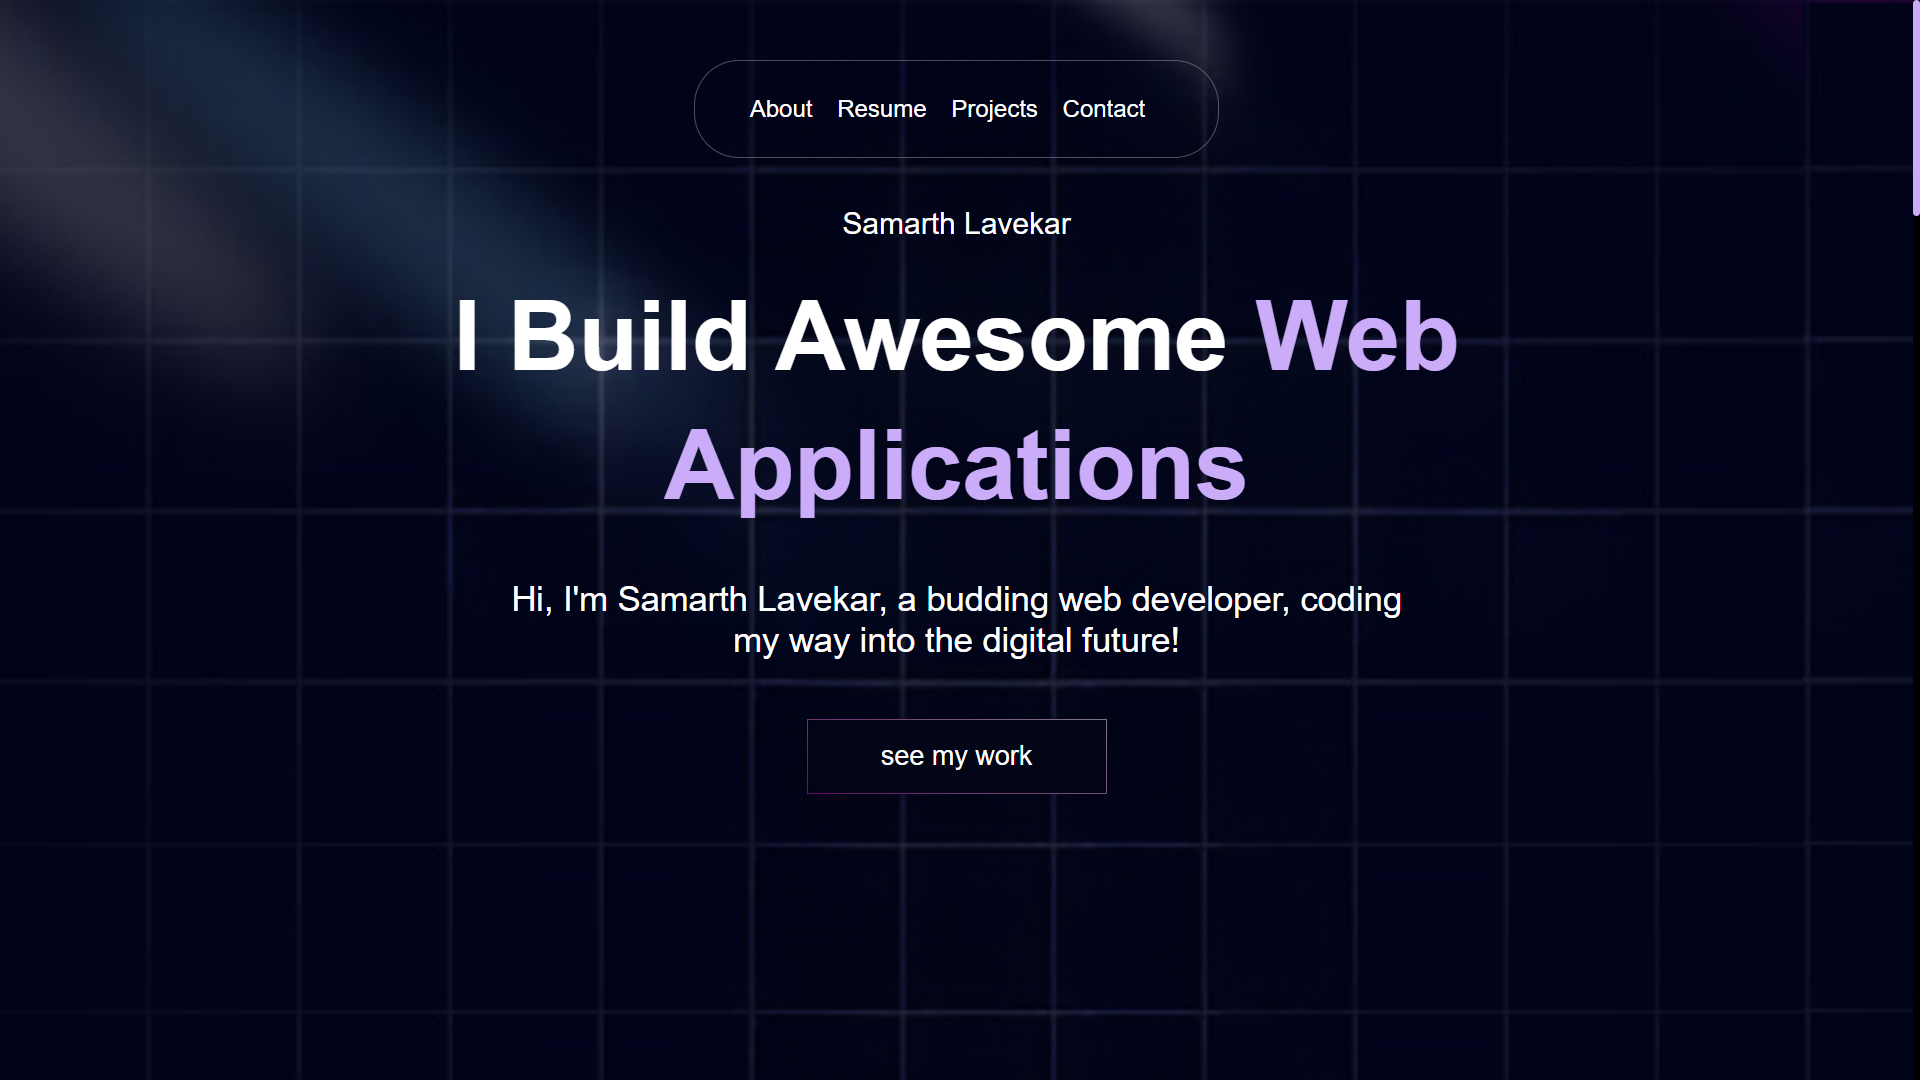 About Resume Projects Contact
Samarth Lavekar
I Build Awesome Web
Applications
Hi, I'm Samarth Lavekar, a budding web developer, coding
my way into the digital future!
see my work